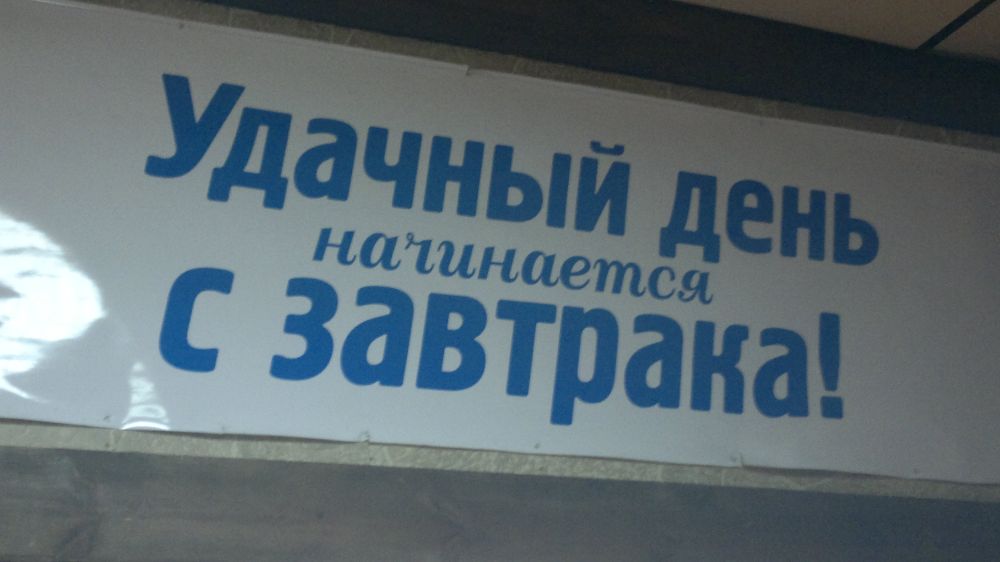 Удачный день
начинается
с завтрака!